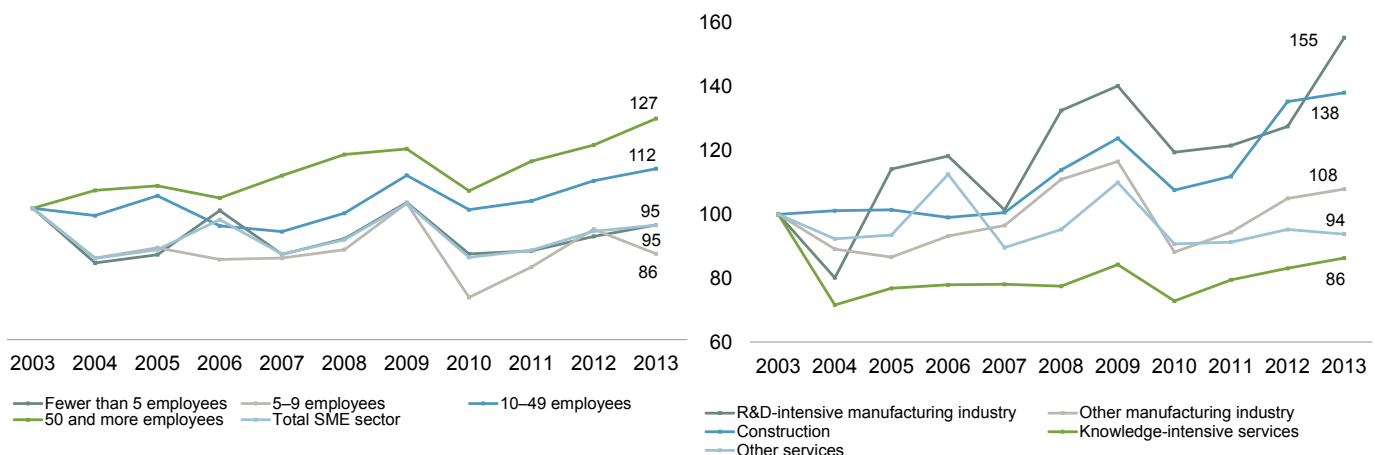 127
112
95
95
86
2003 2004 2005 2006 2007 2008 2009 2010 2011 2012 2013
Fewer than 5 employees 5–9 employees 10–49 employees
50 and more employees Total SME sector
160
140
120
100
80
60
155
138
108
94
86
2003 2004 2005 2006 2007 2008 2009 2010 2011 2012 2013
R&D-intensive manufacturing industry Other manufacturing industry
Construction Knowledge-intensive services
Other services